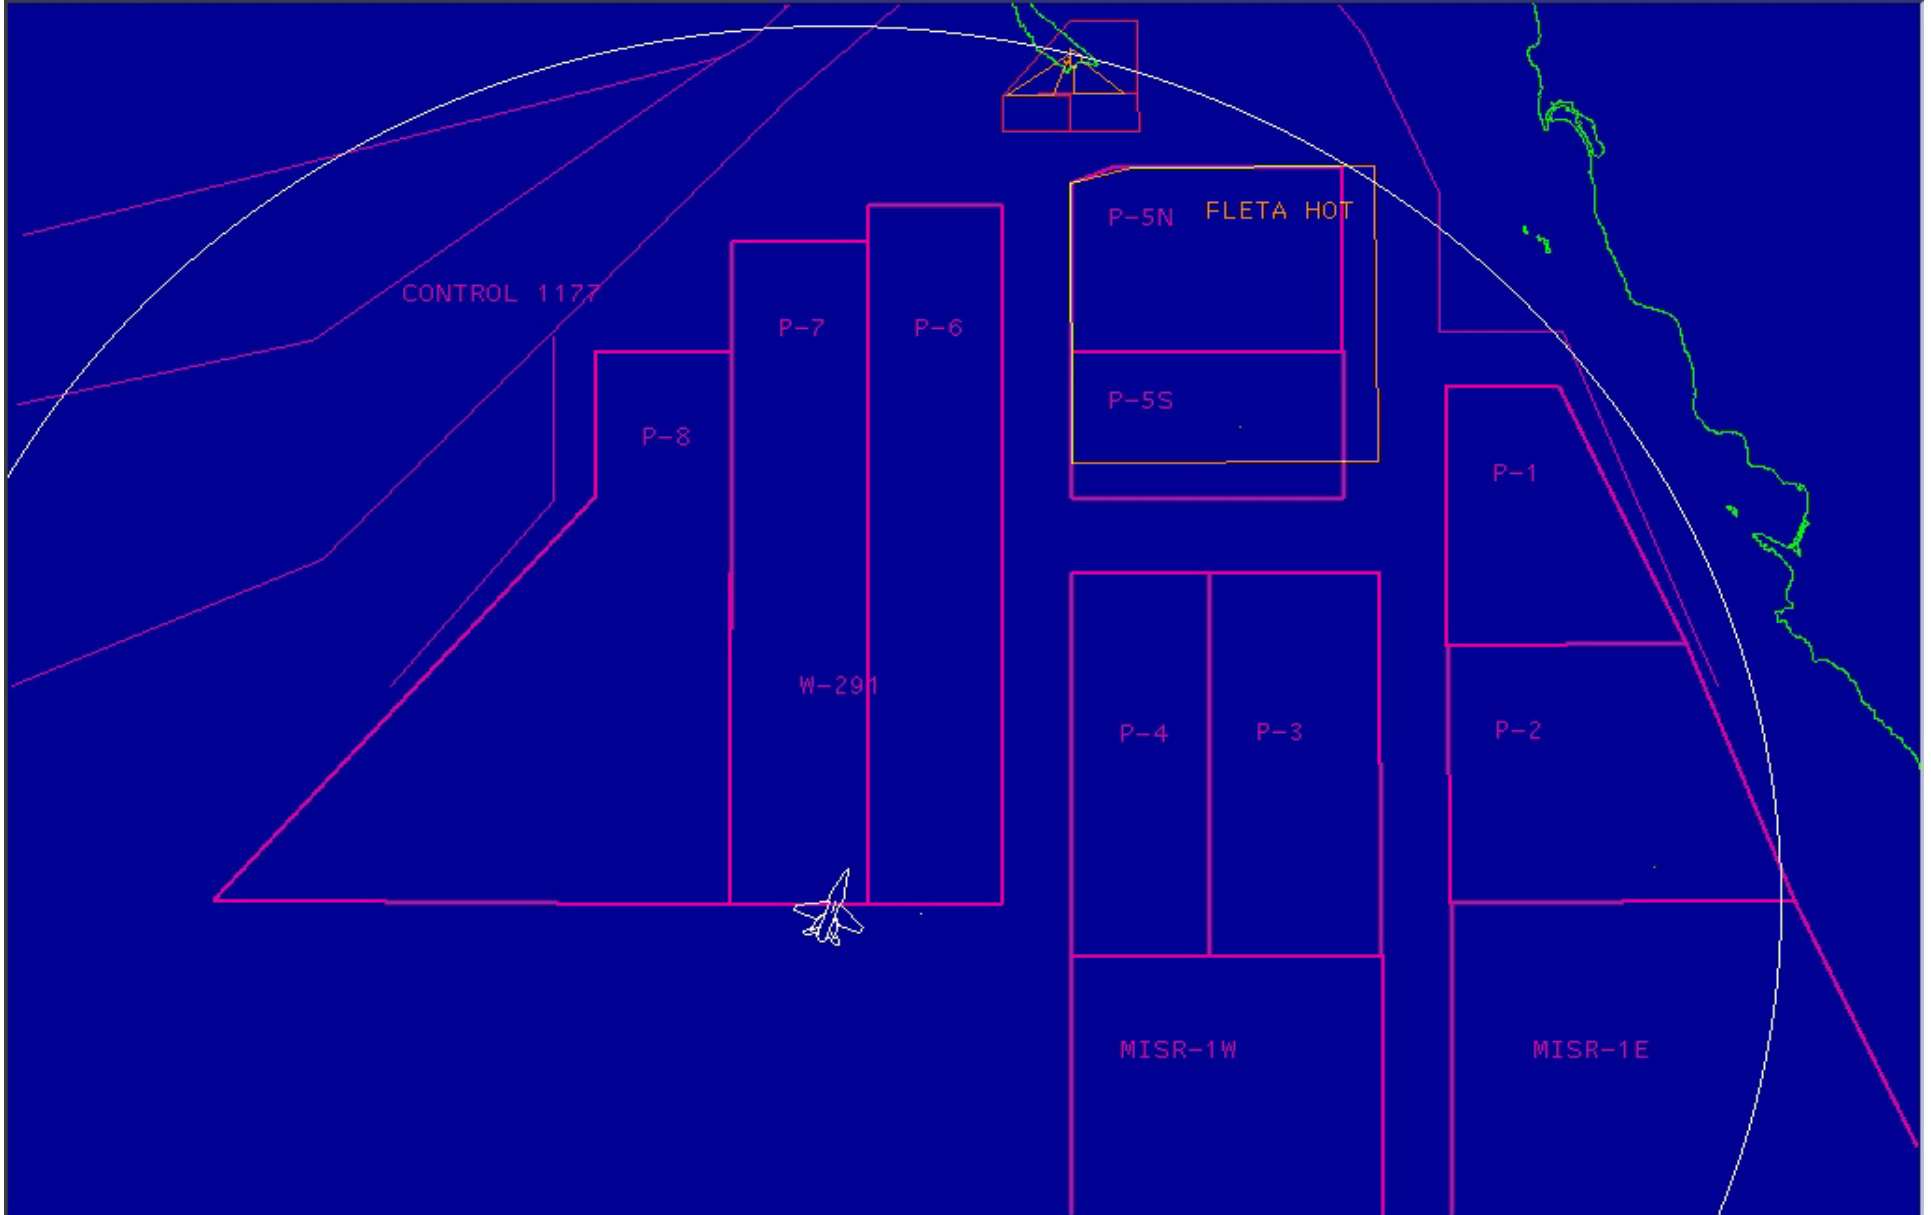 P-5N
FLETA HOT
CONTROL 1177
P-7
P-6
P-5S
P-8
P-1
W-291
P-4
P-3
P-2
MISR-1W
MISR-1E